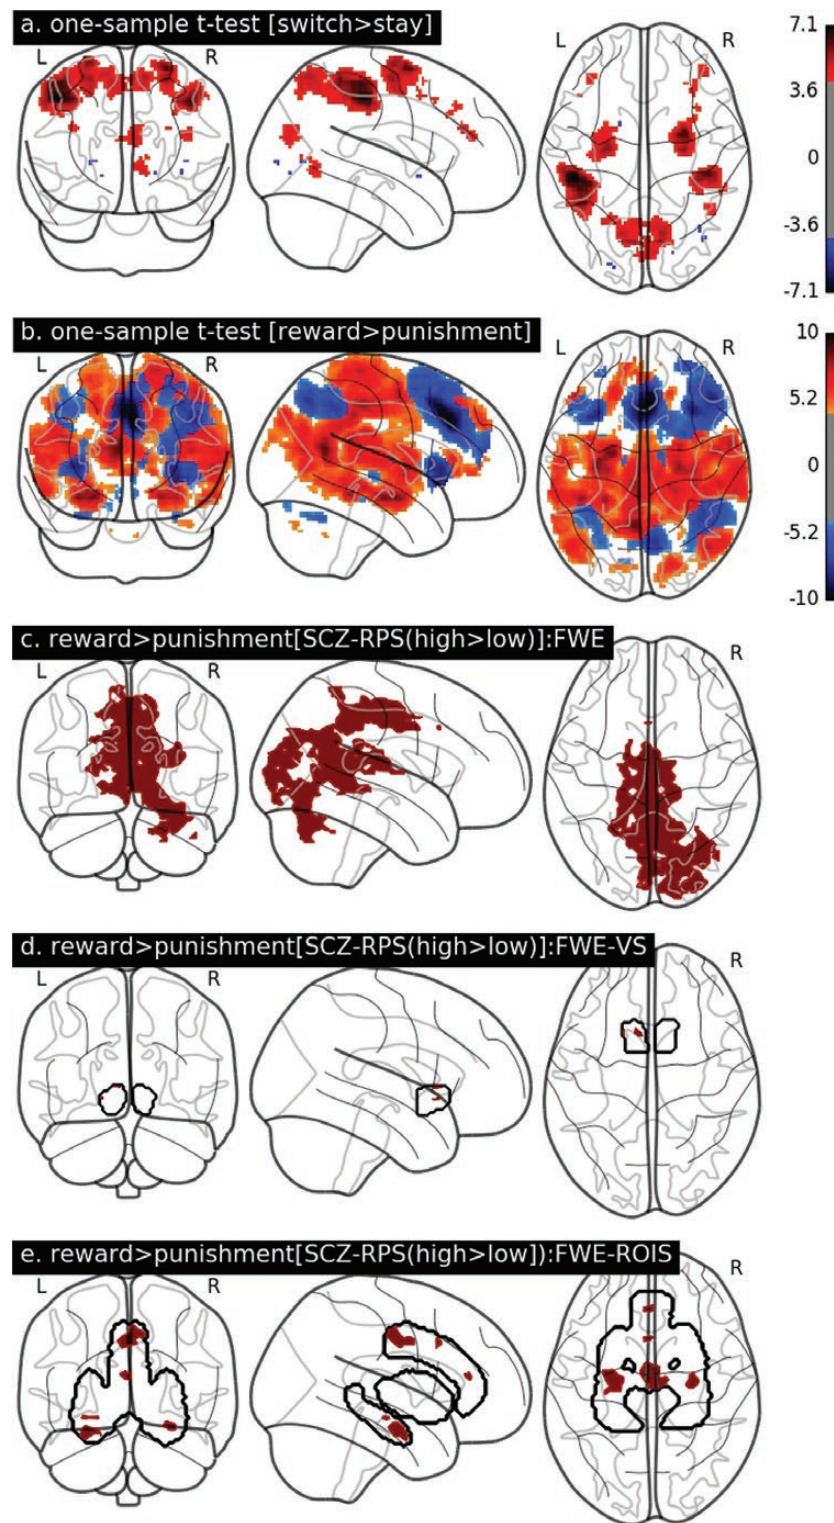 a. one-sample t-test [switch>stay]
L R L R
7.1
3.6
0
-3.6
-7.1
b. one-sample t-test [reward>punishment]
L R L R
10
5.2
0
-5.2
-10
c. reward>punishment[SCZ-RPS(high>low)]:FWE
L R R
d. reward>punishment[SCZ-RPS(high>low)]:FWE-VS
L R R
e. reward>punishment[SCZ-RPS(high>low]):FWE-ROIS
L R R